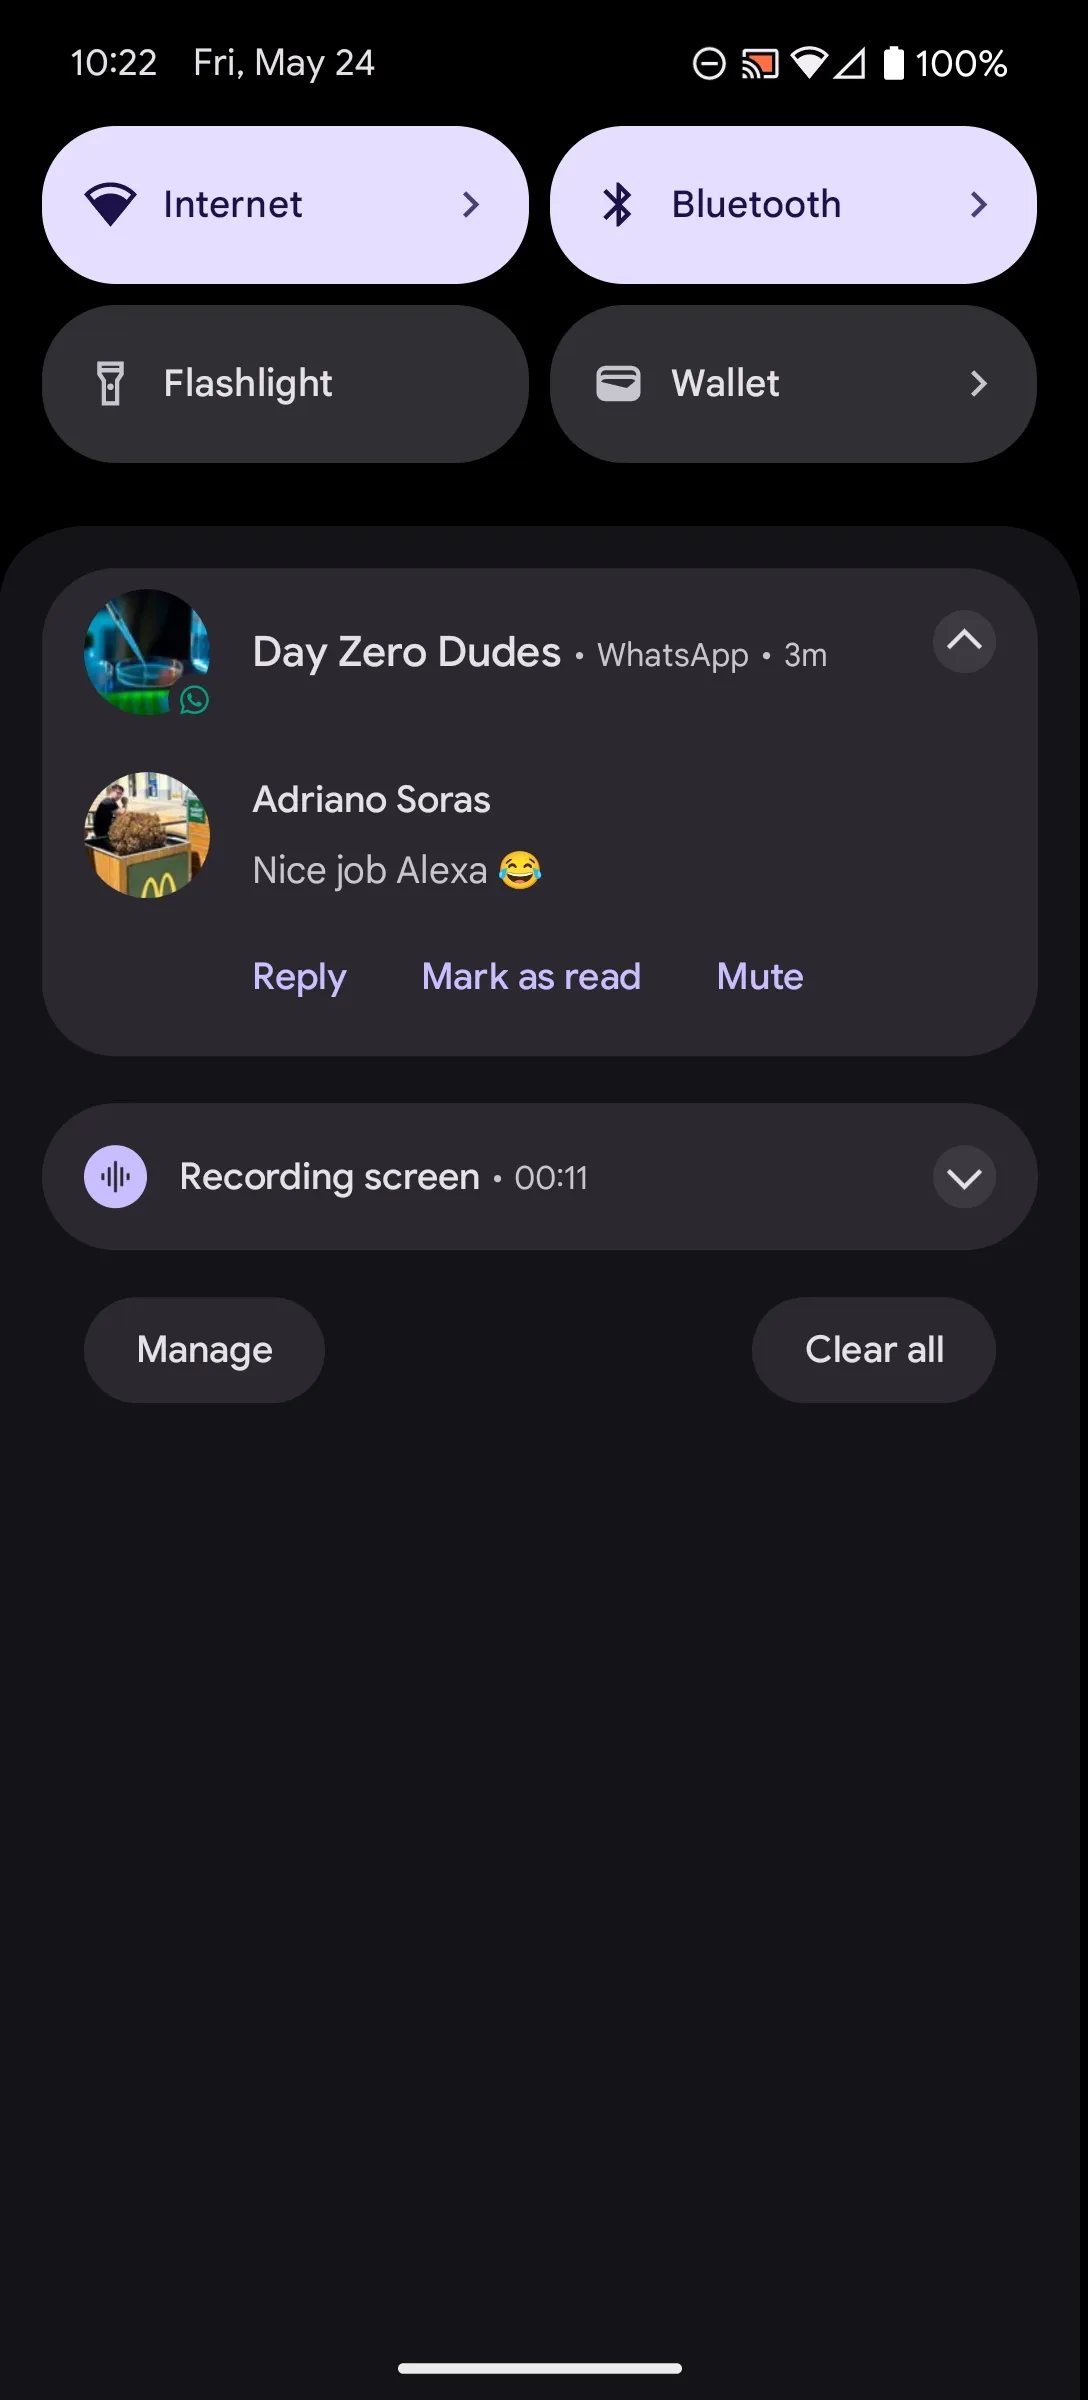 10:22 Fri, May 24 100%
Internet Bluetooth
Flashlight Wallet
Day Zero Dudes • WhatsApp • 3m
Adriano Soras
Nice job Alexa 😂
Reply Mark as read Mute
Recording screen • 00:11
Manage Clear all